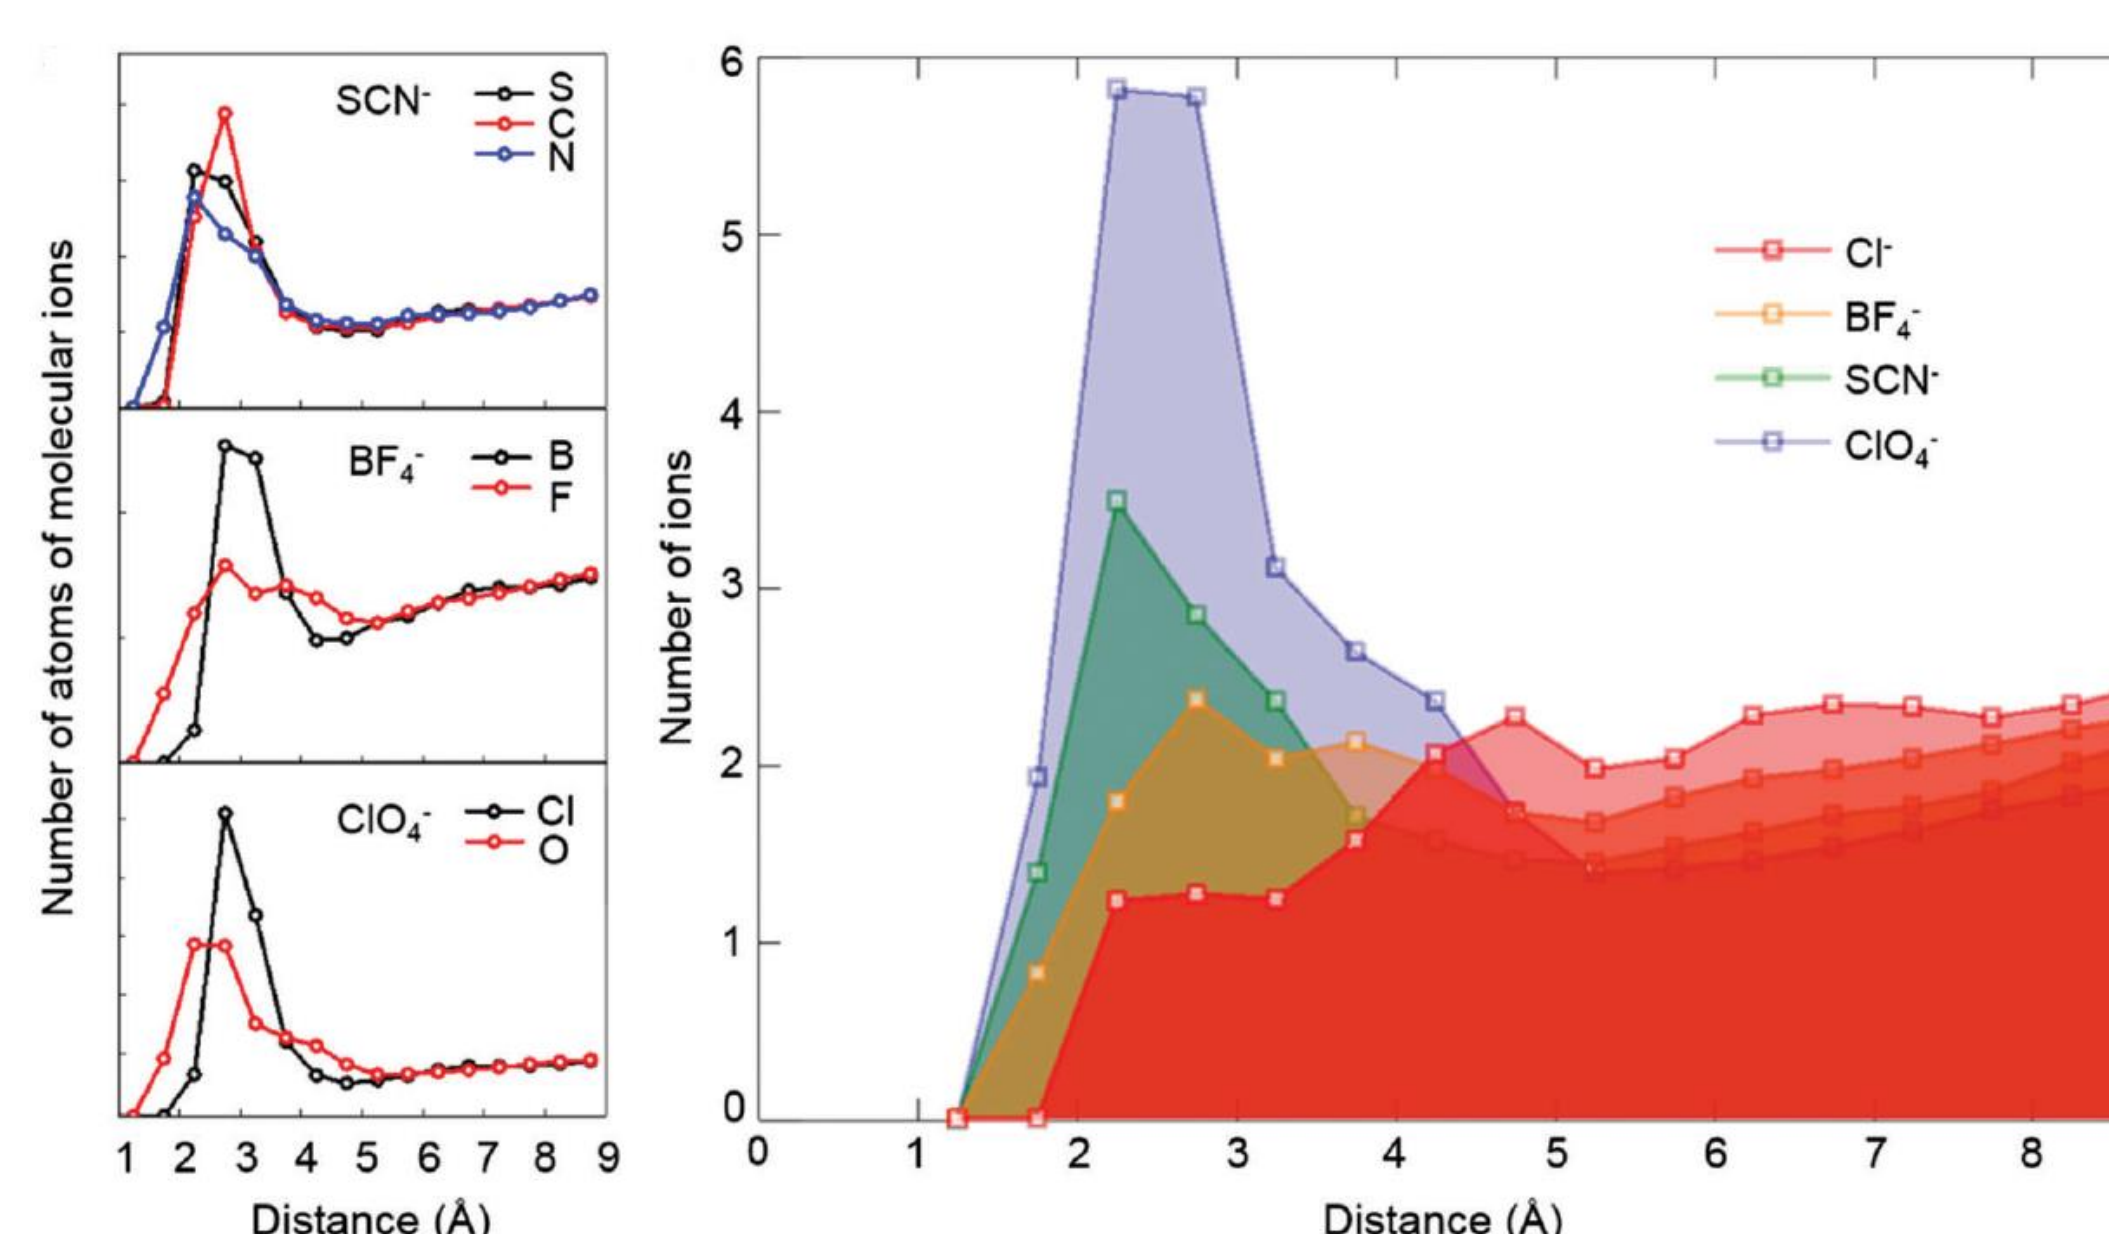 Number of atoms of molecular ions
SCN⁻
S
C
N
BF₄⁻
B
F
ClO₄⁻
Cl
O
1 2 3 4 5 6 7 8 9
Distance (Å)
Number of ions
6
5
4
3
2
1
0
Cl⁻
BF₄⁻
SCN⁻
ClO₄⁻
0 1 2 3 4 5 6 7 8
Distance (Å)